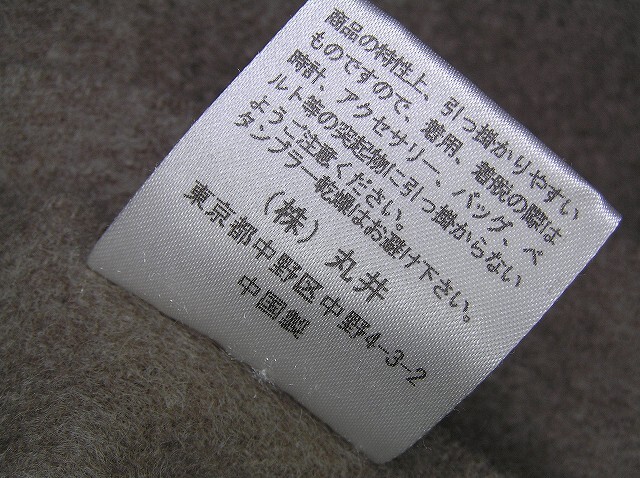 商品の特性上、引っ掛かりやすい
ものですので、着用、着脱の際は
時計、アクセサリー、バッグ、ベ
ルト等の突起物に引っ掛からない
ようご注意ください。
タンブラー乾燥はお避け下さい。
（株）丸井
東京都中野区中野4-3-2
中国製